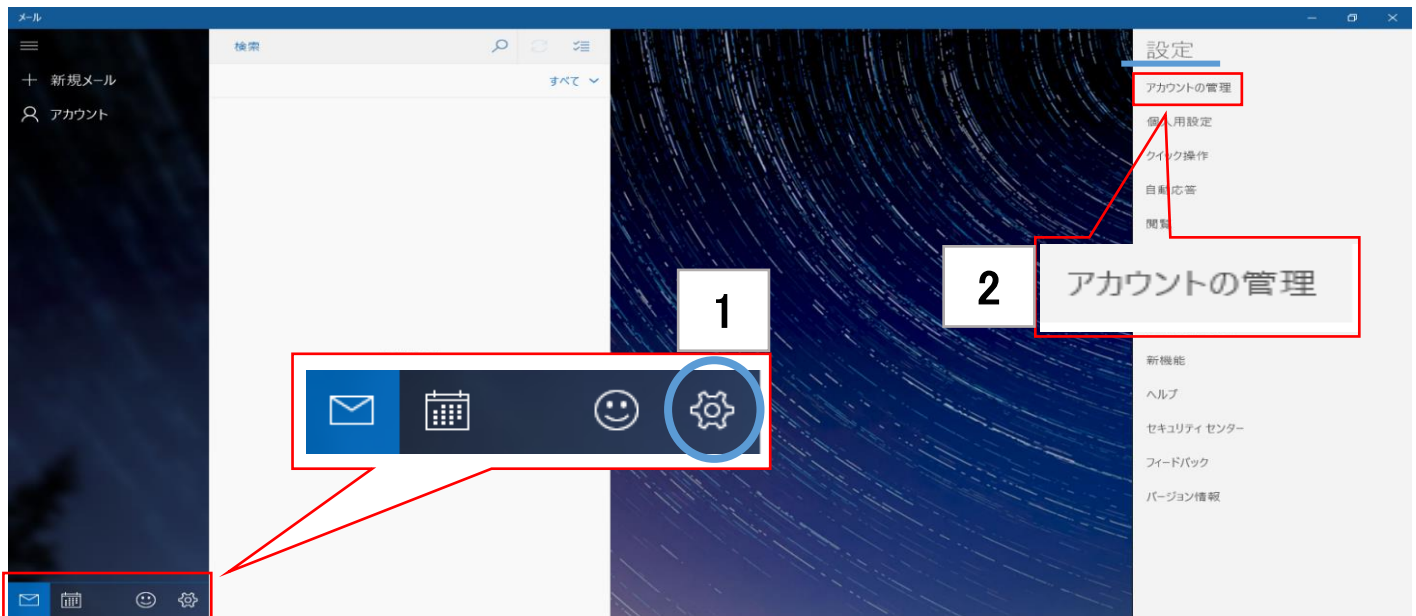 メール
新規メール
アカウント
検索
すべて
設定
アカウントの管理
個人用設定
クイック操作
自動応答
閲覧
1
2
アカウントの管理
新機能
ヘルプ
セキュリティ センター
フィードバック
バージョン情報